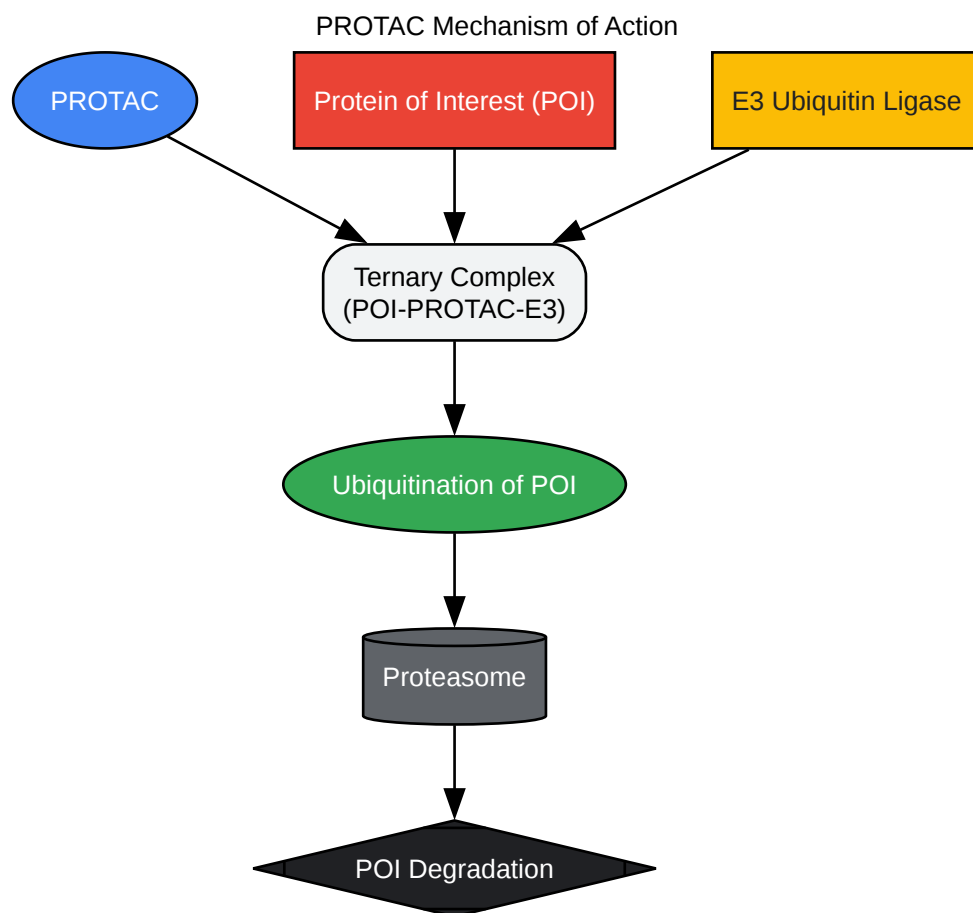 PROTAC Mechanism of Action
PROTAC
Protein of Interest (POI)
E3 Ubiquitin Ligase
Ternary Complex
(POI-PROTAC-E3)
Ubiquitination of POI
Proteasome
POI Degradation